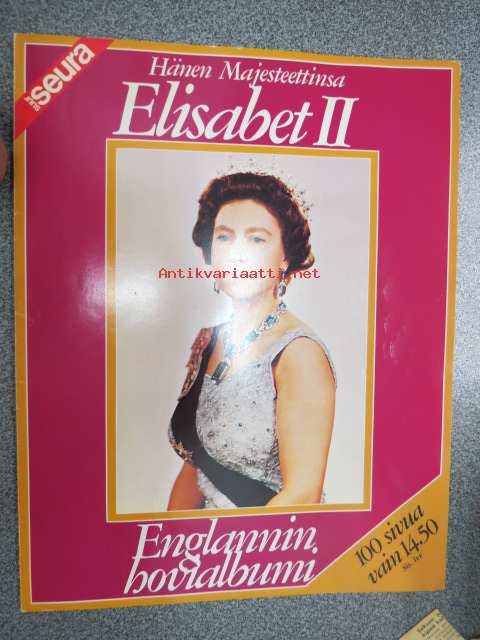 seura
Hänen Majesteettinsa
Elisabet II
Antikvariaatti.net
Englannin
hovialbumi
100 sivua
vain 14,50